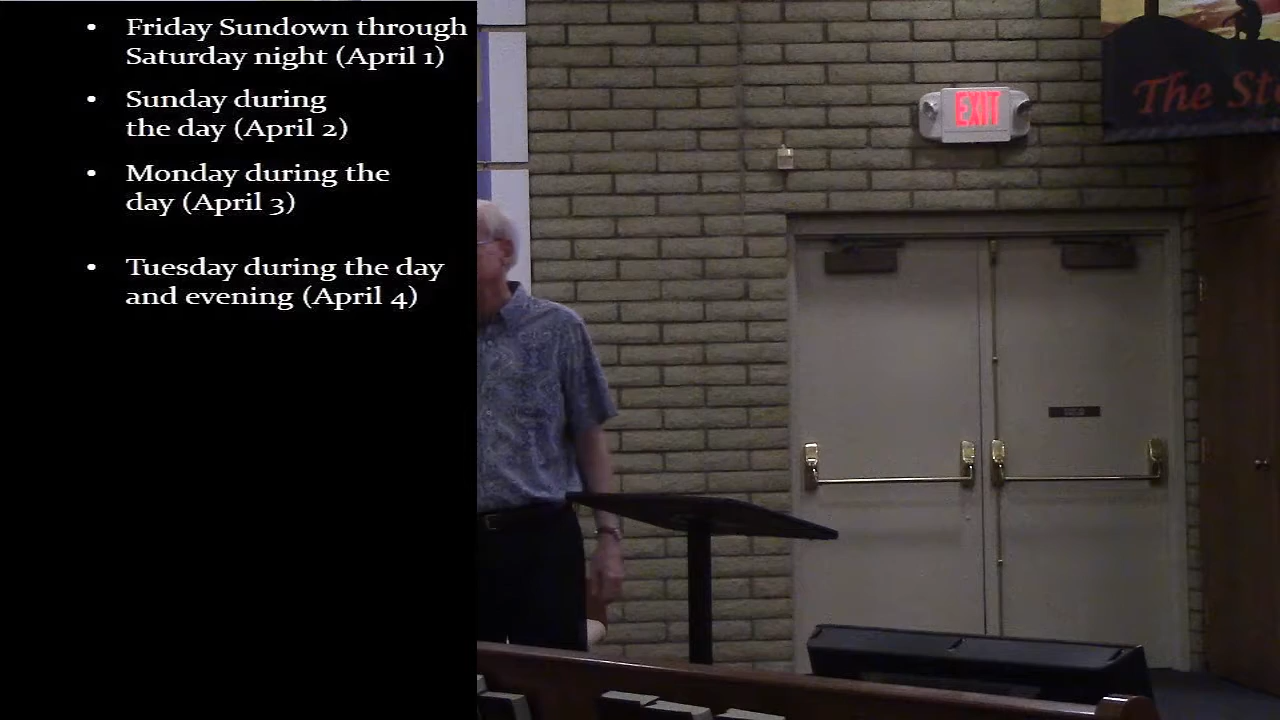 • Friday Sundown through
Saturday night (April 1)
• Sunday during
the day (April 2)
• Monday during the
day (April 3)
• Tuesday during the day
and evening (April 4)
EXIT
The